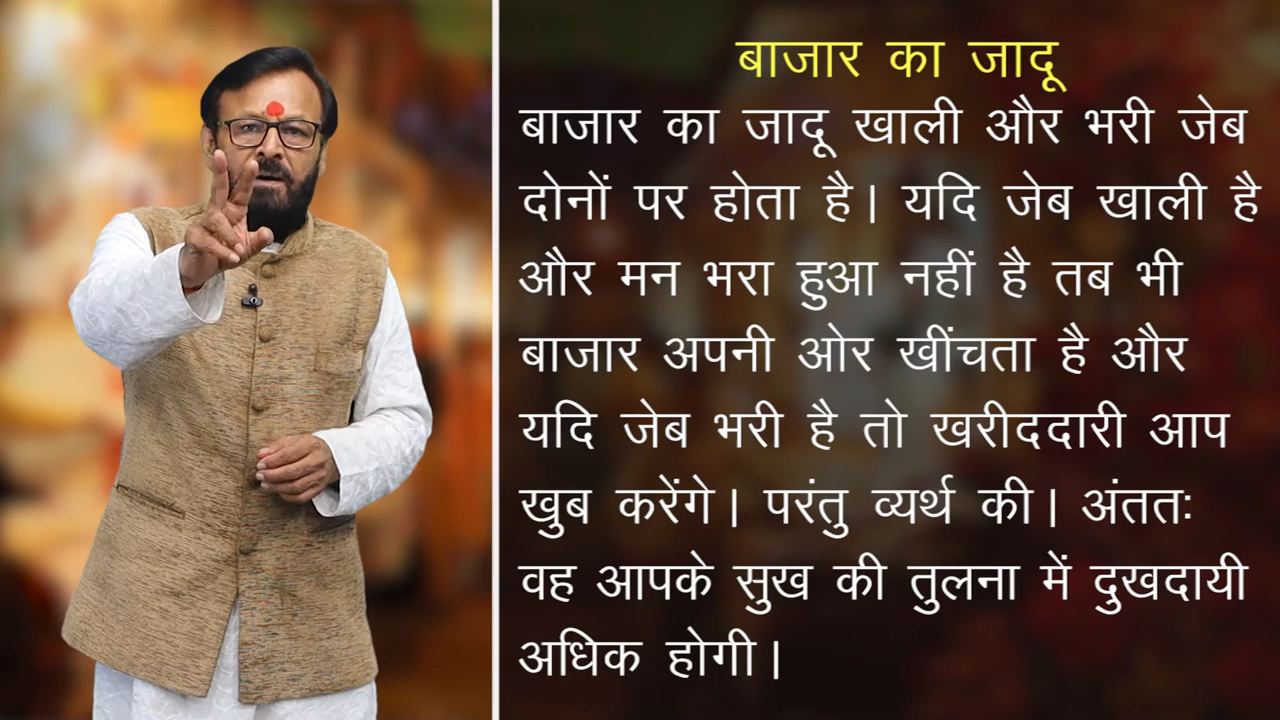 बाजार का जादू
बाजार का जादू खाली और भरी जेब
दोनों पर होता है। यदि जेब खाली है
और मन भरा हुआ नहीं है तब भी
बाजार अपनी ओर खींचता है और
यदि जेब भरी है तो खरीददारी आप
खुब करेंगे। परंतु व्यर्थ की। अंततः
वह आपके सुख की तुलना में दुखदायी
अधिक होगी।